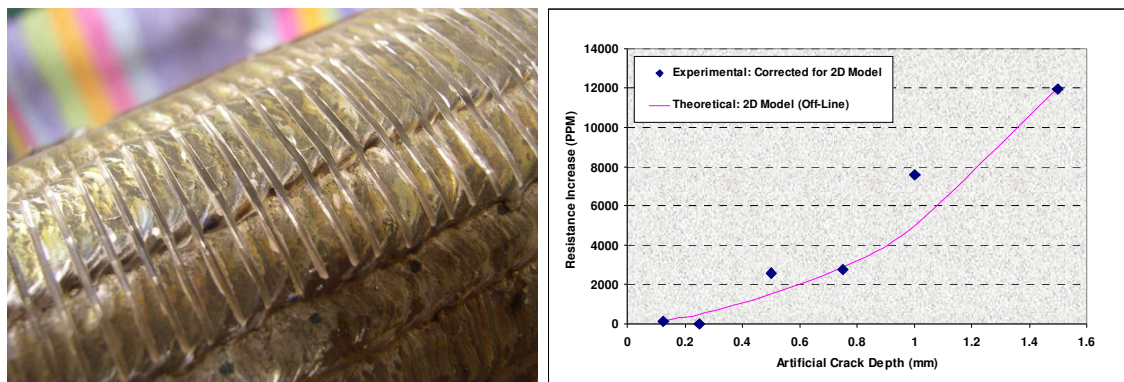 14000
12000
10000
8000
6000
4000
2000
0
Resistance Increase (PPM)
Experimental: Corrected for 2D Model
Theoretical: 2D Model (Off-Line)
0 0.2 0.4 0.6 0.8 1 1.2 1.4 1.6
Artificial Crack Depth (mm)